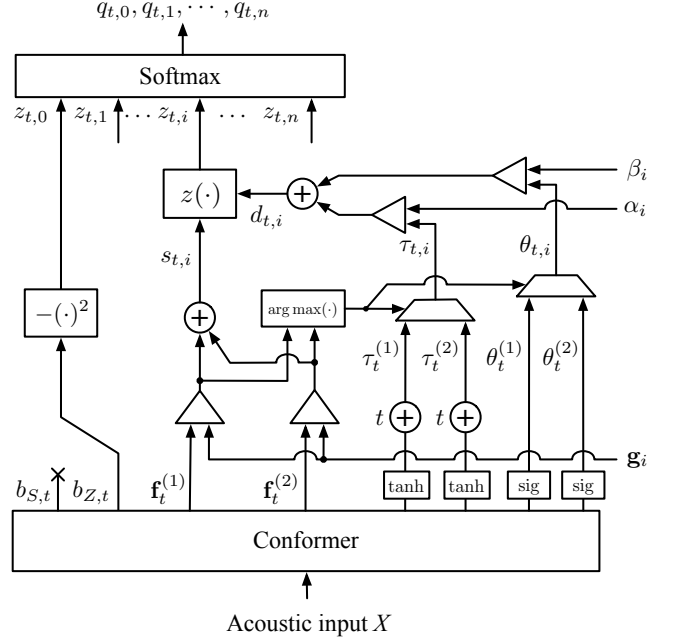 q_{t,0}, q_{t,1}, ⋯, q_{t,n}
Softmax
z_{t,0} z_{t,1} ⋯ z_{t,i} ⋯ z_{t,n}
β_i
z(·) +
α_i
d_{t,i}
τ_{t,i} θ_{t,i}
s_{t,i}
−(·)² + arg max(·)
τ_t^{(1)} τ_t^{(2)} θ_t^{(1)} θ_t^{(2)}
t + t +
g_i
b_{S,t} b_{Z,t} f_t^{(1)} f_t^{(2)} tanh tanh sig sig
Conformer
Acoustic input X